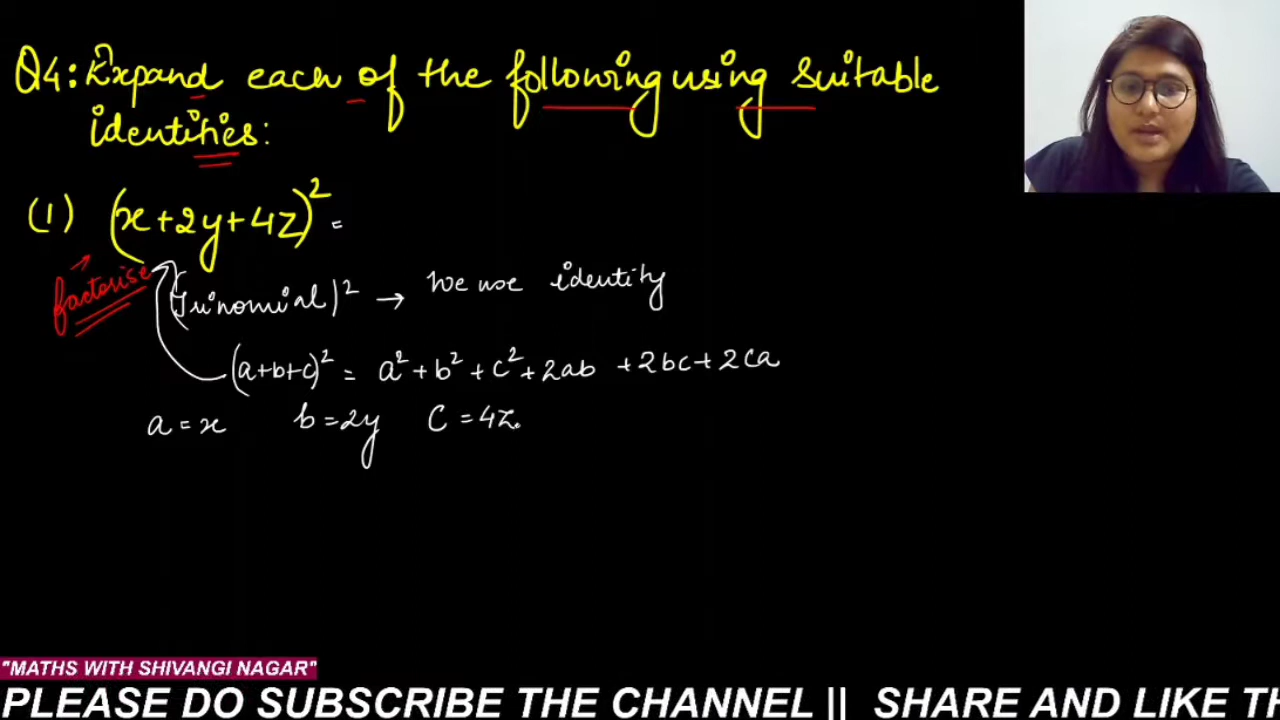 Q4: Expand each of the following using suitable
identities:
(1) (x+2y+4z)² =
factorise
(Trinomial)² → We use identity
(a+b+c)² = a² + b² + c² + 2ab + 2bc + 2ca
a = x b = 2y C = 4z
"MATHS WITH SHIVANGI NAGAR"
PLEASE DO SUBSCRIBE THE CHANNEL || SHARE AND LIKE TH